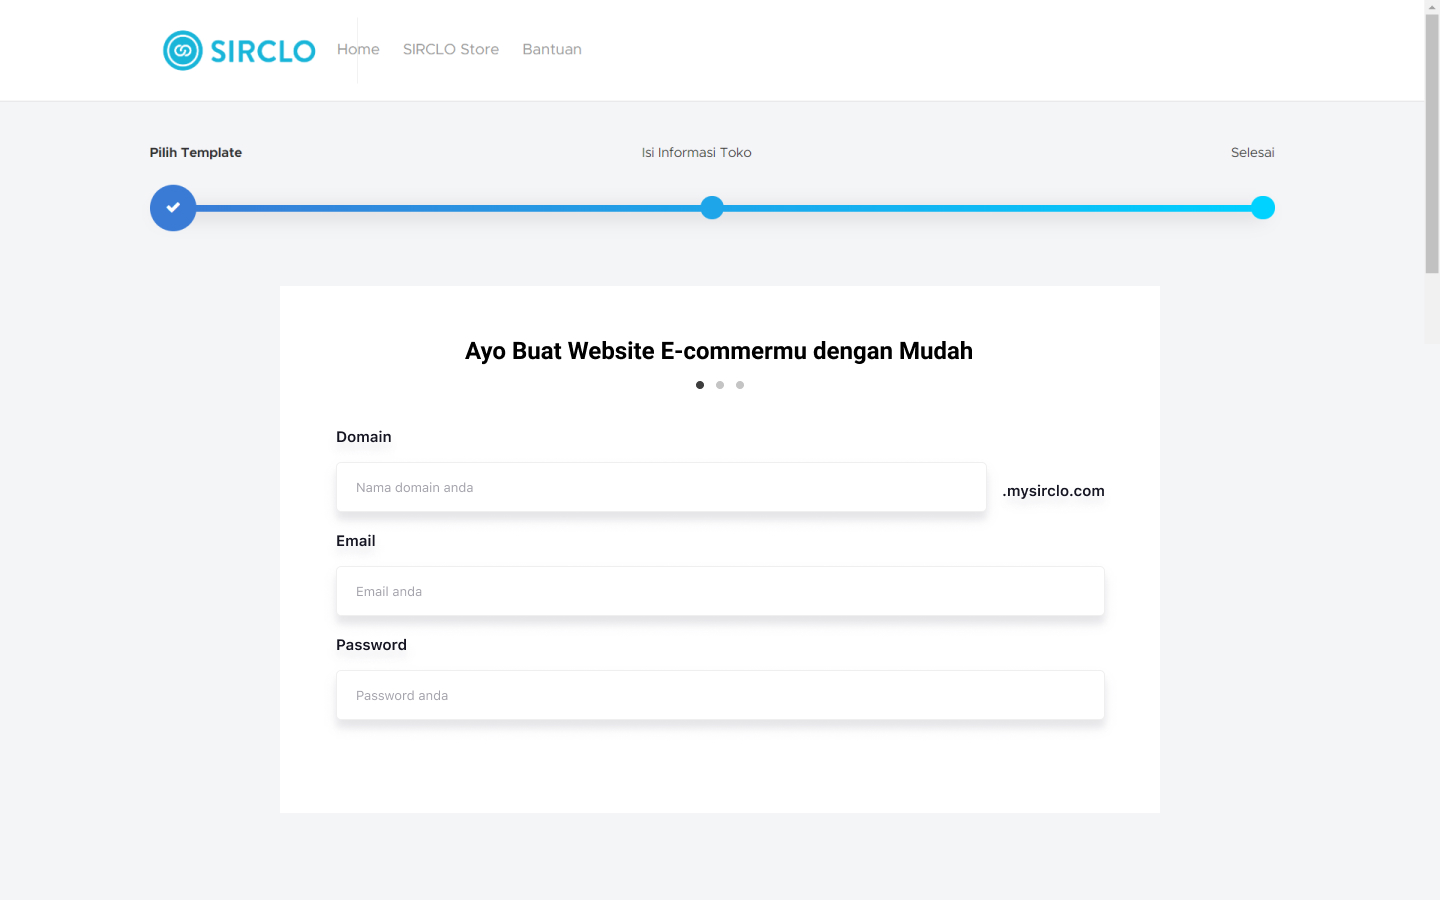 SIRCLO
Home SIRCLO Store Bantuan
Pilih Template Isi Informasi Toko Selesai
Ayo Buat Website E-commermu dengan Mudah
Domain
Nama domain anda .mysirclo.com
Email
Email anda
Password
Password anda